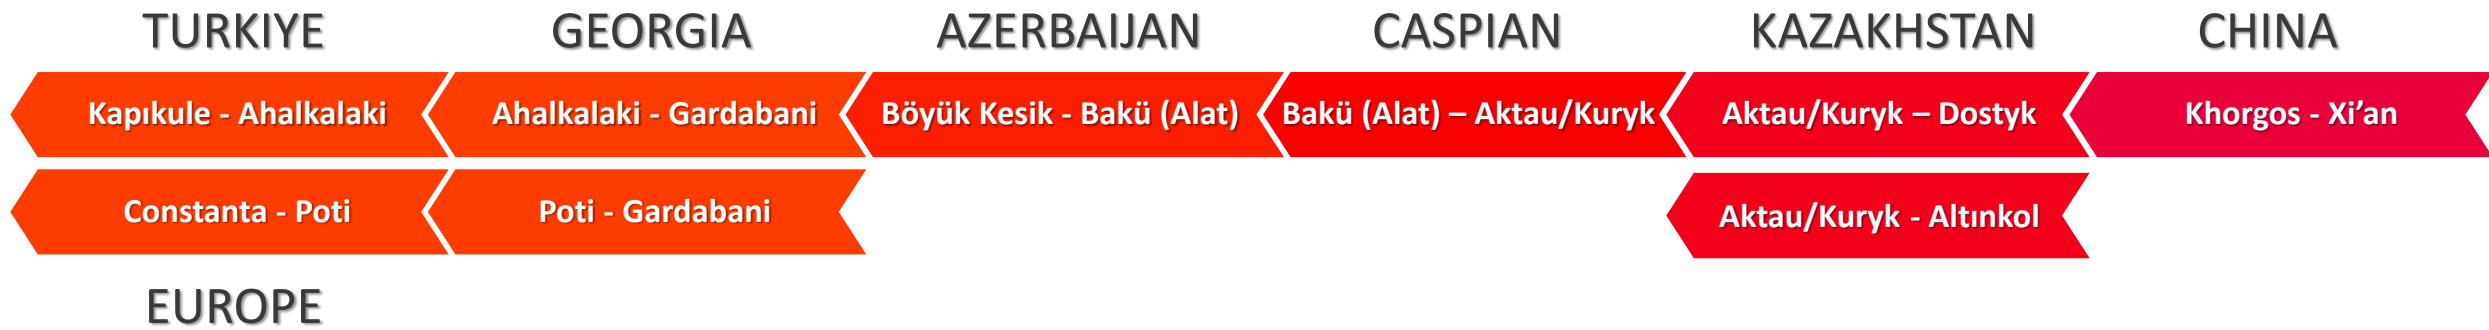 TURKIYE GEORGIA AZERBAIJAN CASPIAN KAZAKHSTAN CHINA
Kapıkule - Ahalkalaki Ahalkalaki - Gardabani Böyük Kesik - Bakü (Alat) Bakü (Alat) – Aktau/Kuryk Aktau/Kuryk – Dostyk Khorgos - Xi’an
Constanta - Poti Poti - Gardabani Aktau/Kuryk - Altınkol
EUROPE